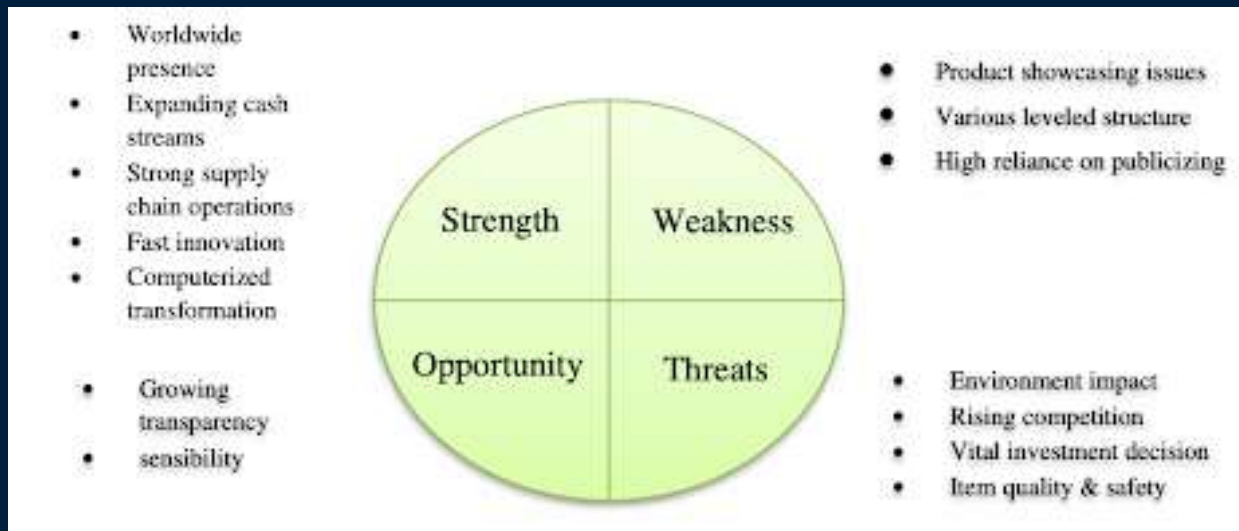 Worldwide
presence
Expanding cash
streams
Strong supply
chain operations
Fast innovation
Computerized
transformation
Product showcasing issues
Various leveled structure
High reliance on publicizing
Strength
Weakness
Opportunity
Threats
Growing
transparency
sensibility
Environment impact
Rising competition
Vital investment decision
Item quality & safety